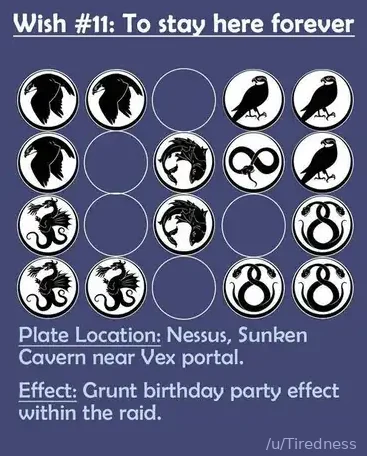 Wish #11: To stay here forever
Plate Location: Nessus, Sunken
Cavern near Vex portal.
Effect: Grunt birthday party effect
within the raid.
/u/Tiredness